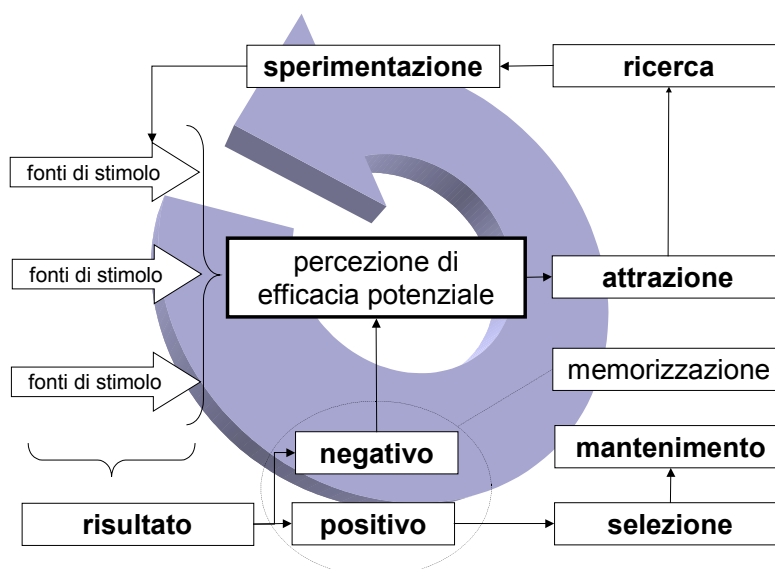 sperimentazione
ricerca
fonti di stimolo
fonti di stimolo
percezione di
efficacia potenziale
attrazione
fonti di stimolo
memorizzazione
negativo
mantenimento
risultato
positivo
selezione